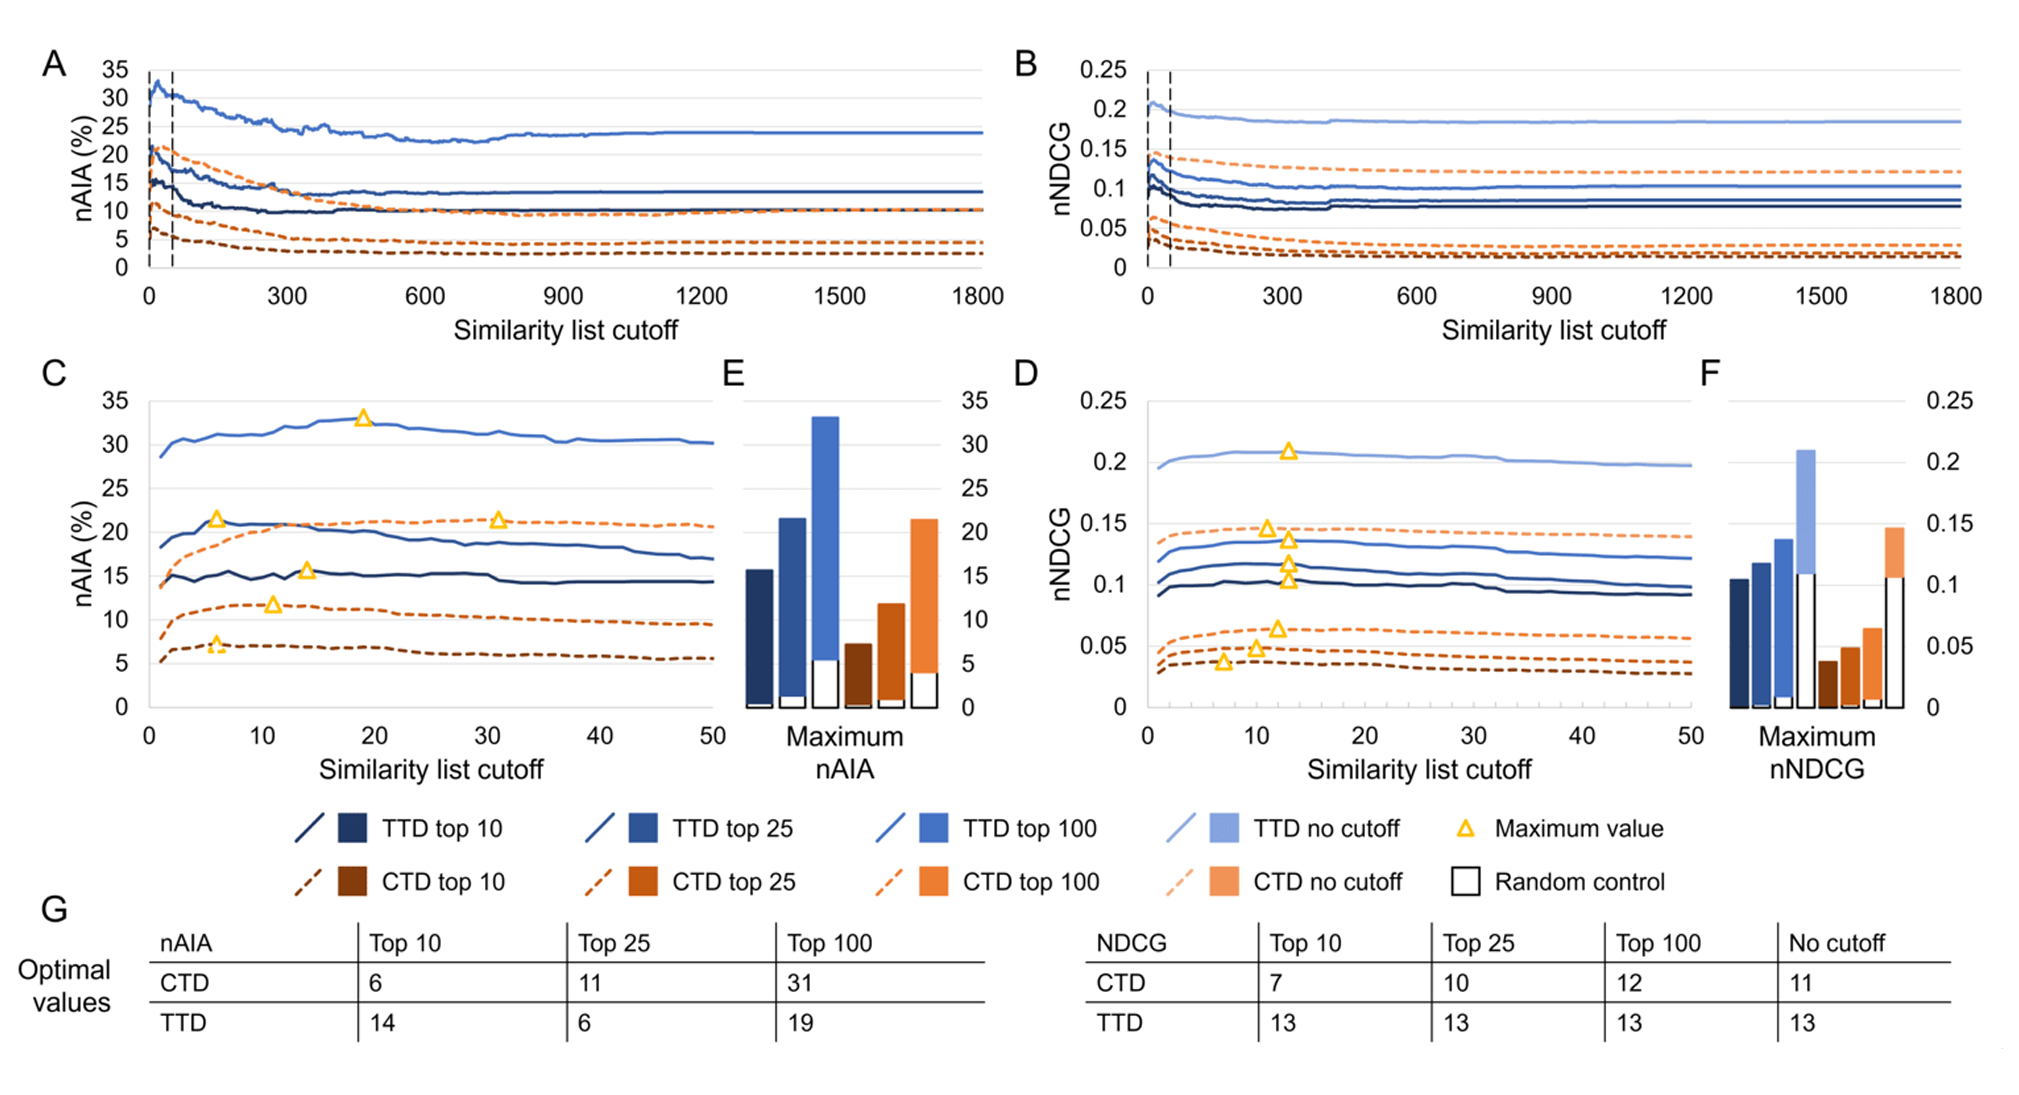 A
35
30
25
20
15
10
5
0
nAIA (%)
0 300 600 900 1200 1500 1800
Similarity list cutoff
B
0.25
0.2
0.15
0.1
0.05
0
nNDCG
0 300 600 900 1200 1500 1800
Similarity list cutoff
C
35
30
25
20
15
10
5
0
nAIA (%)
0 10 20 30 40 50
Similarity list cutoff
E
35
30
25
20
15
10
5
0
Maximum
nAIA
D
0.25
0.2
0.15
0.1
0.05
0
nNDCG
0 10 20 30 40 50
Similarity list cutoff
F
0.25
0.2
0.15
0.1
0.05
0
Maximum
nNDCG
TTD top 10 TTD top 25 TTD top 100 TTD no cutoff Maximum value
CTD top 10 CTD top 25 CTD top 100 CTD no cutoff Random control
G
Optimal
values
nAIA Top 10 Top 25 Top 100
CTD 6 11 31
TTD 14 6 19
NDCG Top 10 Top 25 Top 100 No cutoff
CTD 7 10 12 11
TTD 13 13 13 13